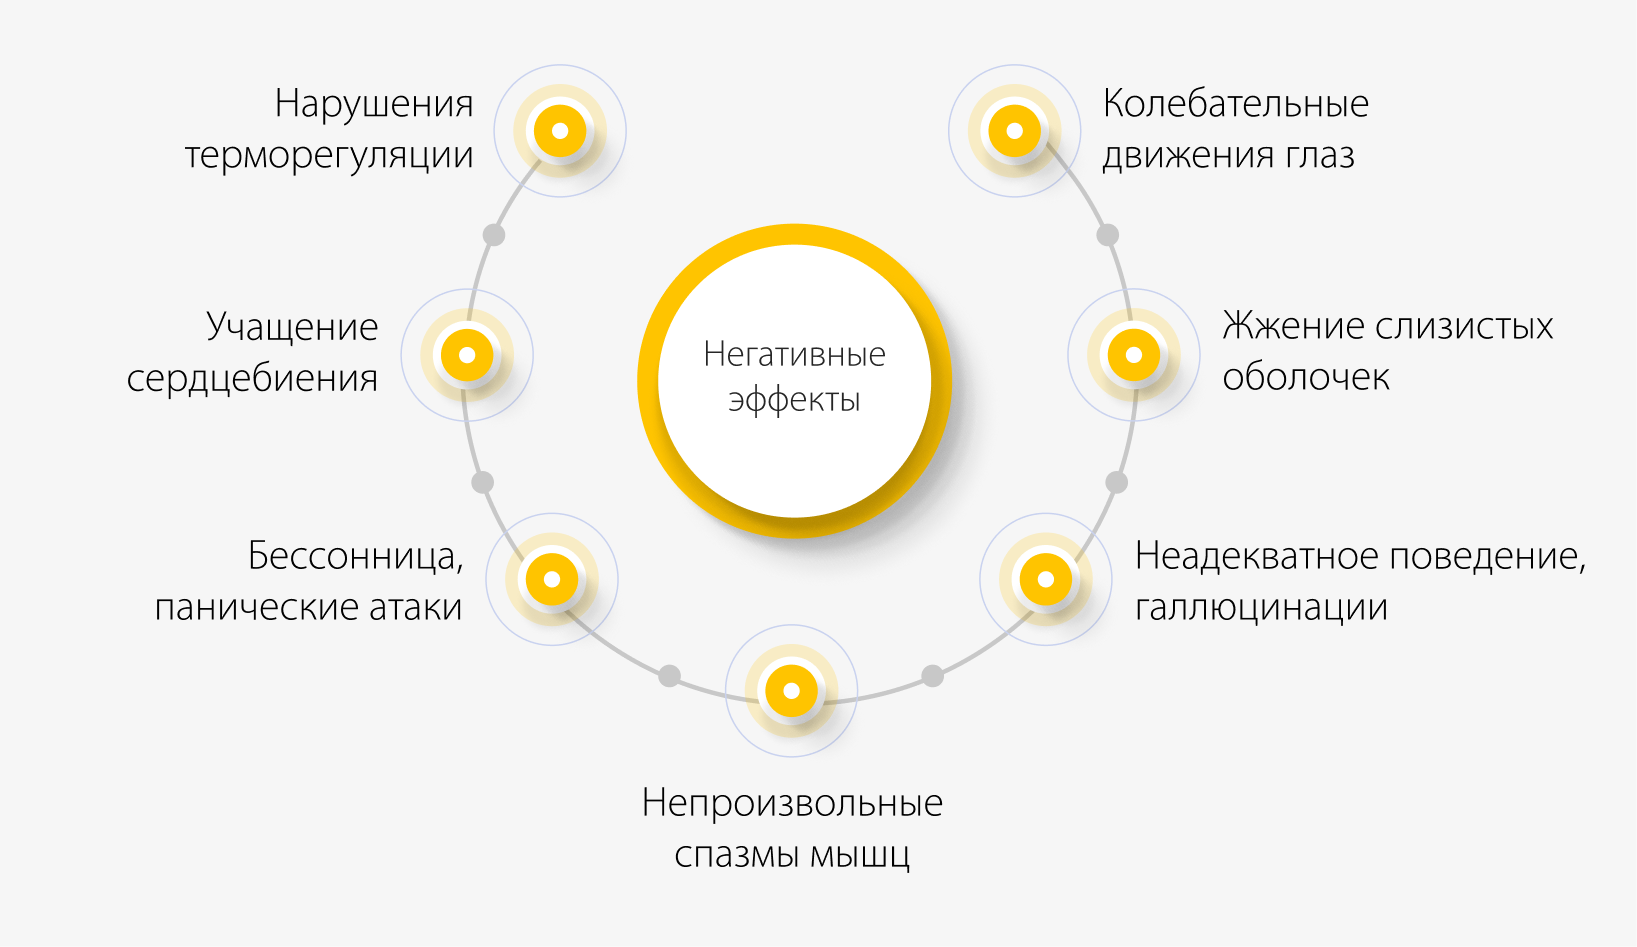 Нарушения
терморегуляции
Колебательные
движения глаз
Учащение
сердцебиения
Негативные
эффекты
Жжение слизистых
оболочек
Бессонница,
панические атаки
Неадекватное поведение,
галлюцинации
Непроизвольные
спазмы мышц